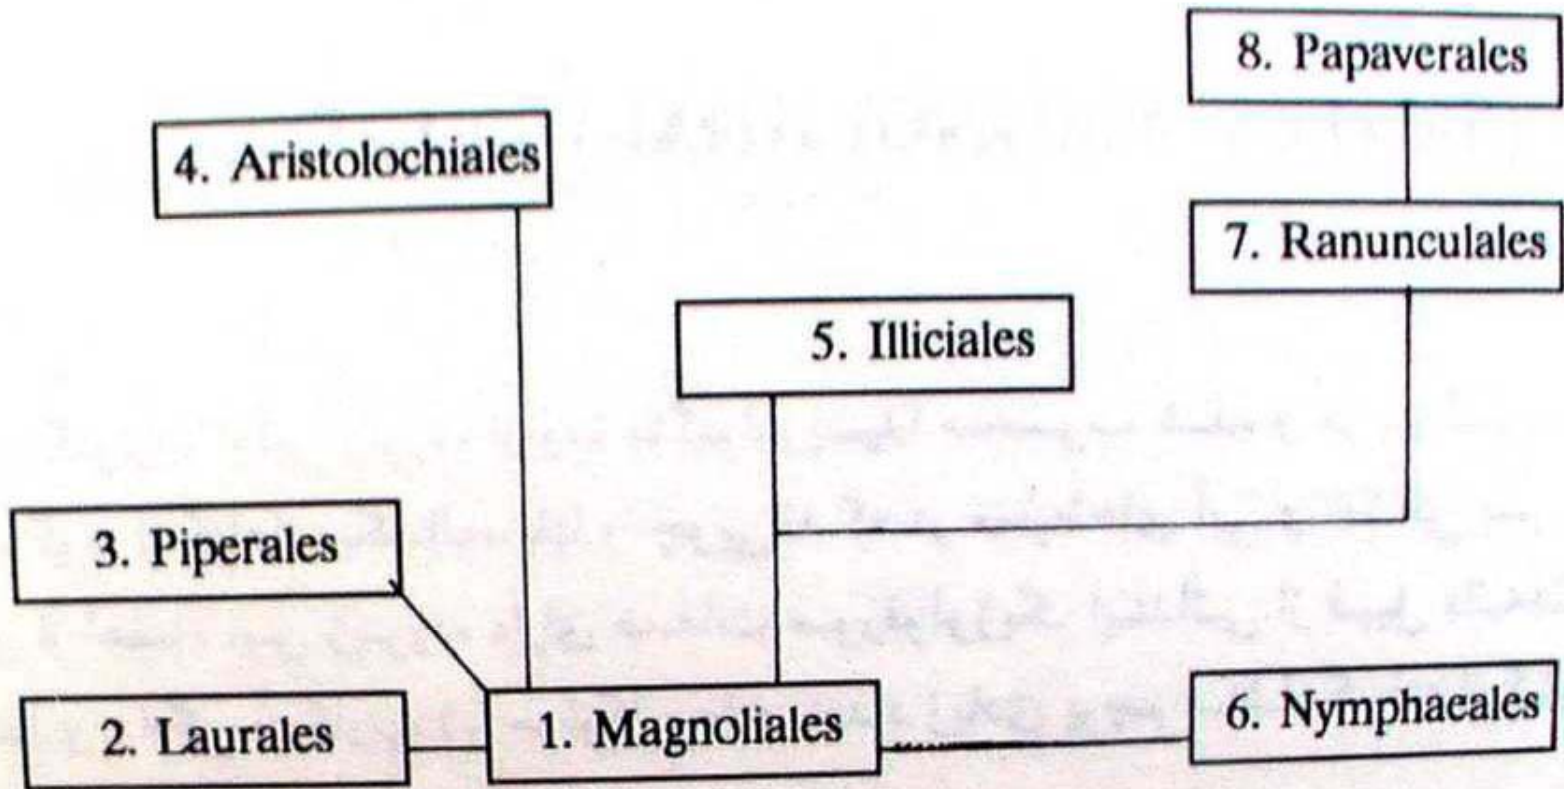 8. Papaverales
4. Aristolochiales
7. Ranunculales
5. Illiciales
3. Piperales
6. Nymphaeales
2. Laurales
1. Magnoliales